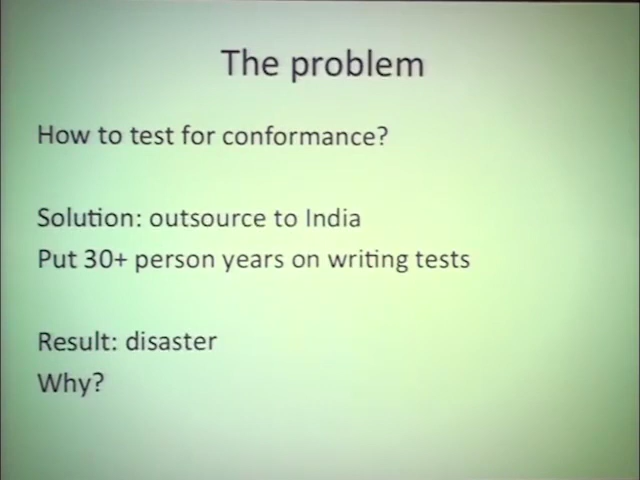 The problem
How to test for conformance?
Solution: outsource to India
Put 30+ person years on writing tests
Result: disaster
Why?